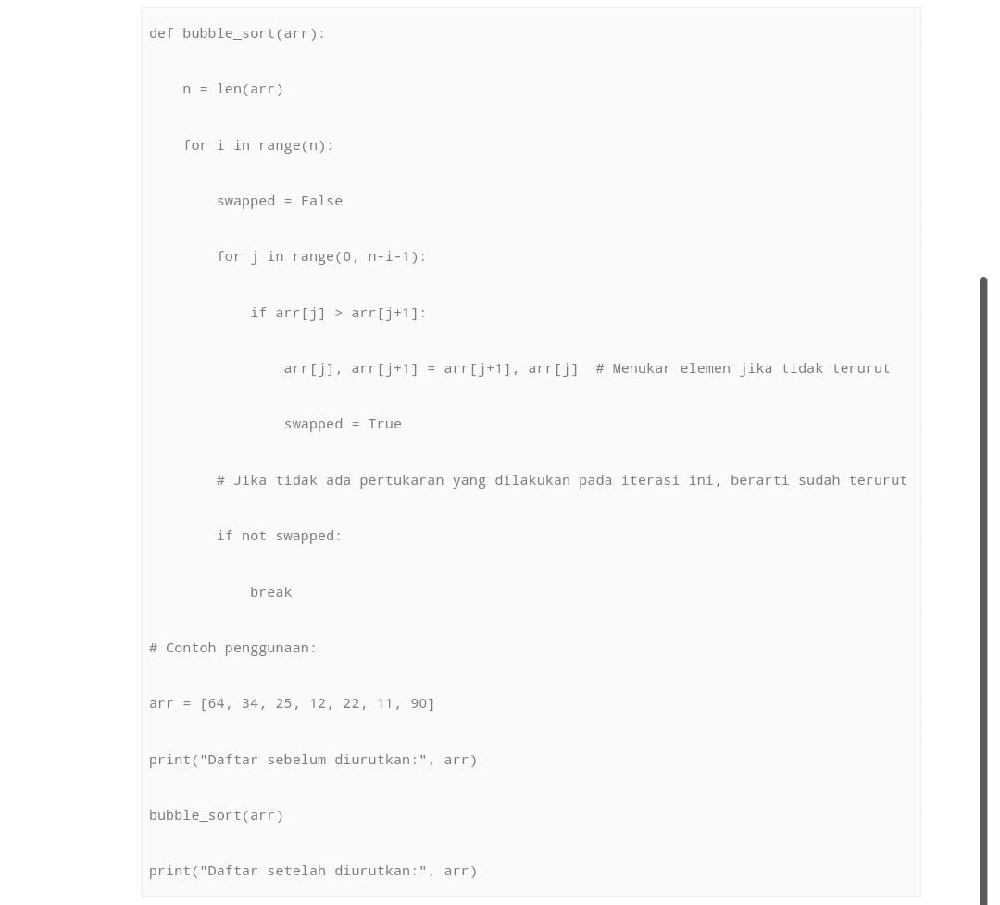 def bubble_sort(arr):
    n = len(arr)
    for i in range(n):
        swapped = False
        for j in range(0, n-i-1):
            if arr[j] > arr[j+1]:
                arr[j], arr[j+1] = arr[j+1], arr[j]  # Menukar elemen jika tidak terurut
                swapped = True
        # Jika tidak ada pertukaran yang dilakukan pada iterasi ini, berarti sudah terurut
        if not swapped:
            break
# Contoh penggunaan:
arr = [64, 34, 25, 12, 22, 11, 90]
print("Daftar sebelum diurutkan:", arr)
bubble_sort(arr)
print("Daftar setelah diurutkan:", arr)